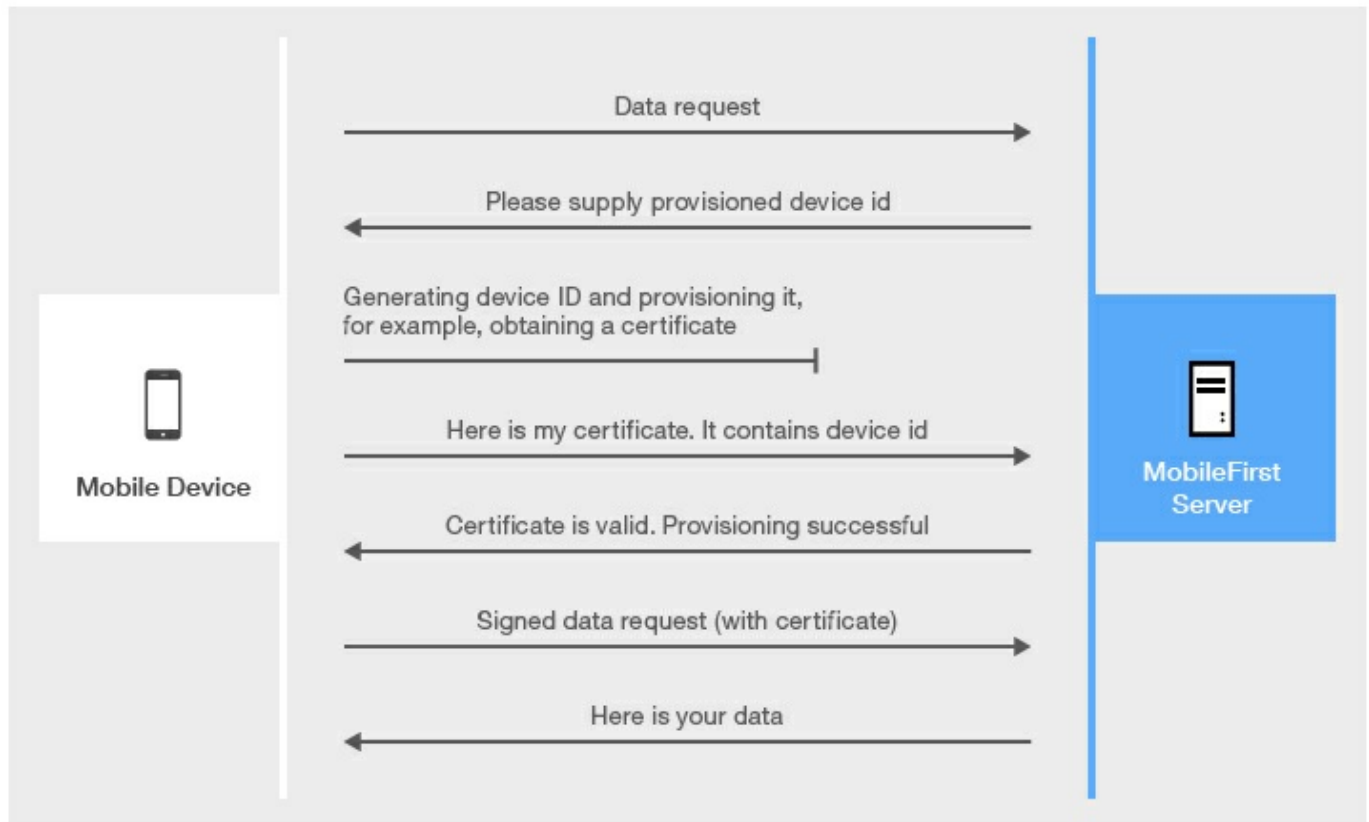 Data request
Please supply provisioned device id
Generating device ID and provisioning it,
for example, obtaining a certificate
Here is my certificate. It contains device id
Mobile Device
MobileFirst
Server
Certificate is valid. Provisioning successful
Signed data request (with certificate)
Here is your data